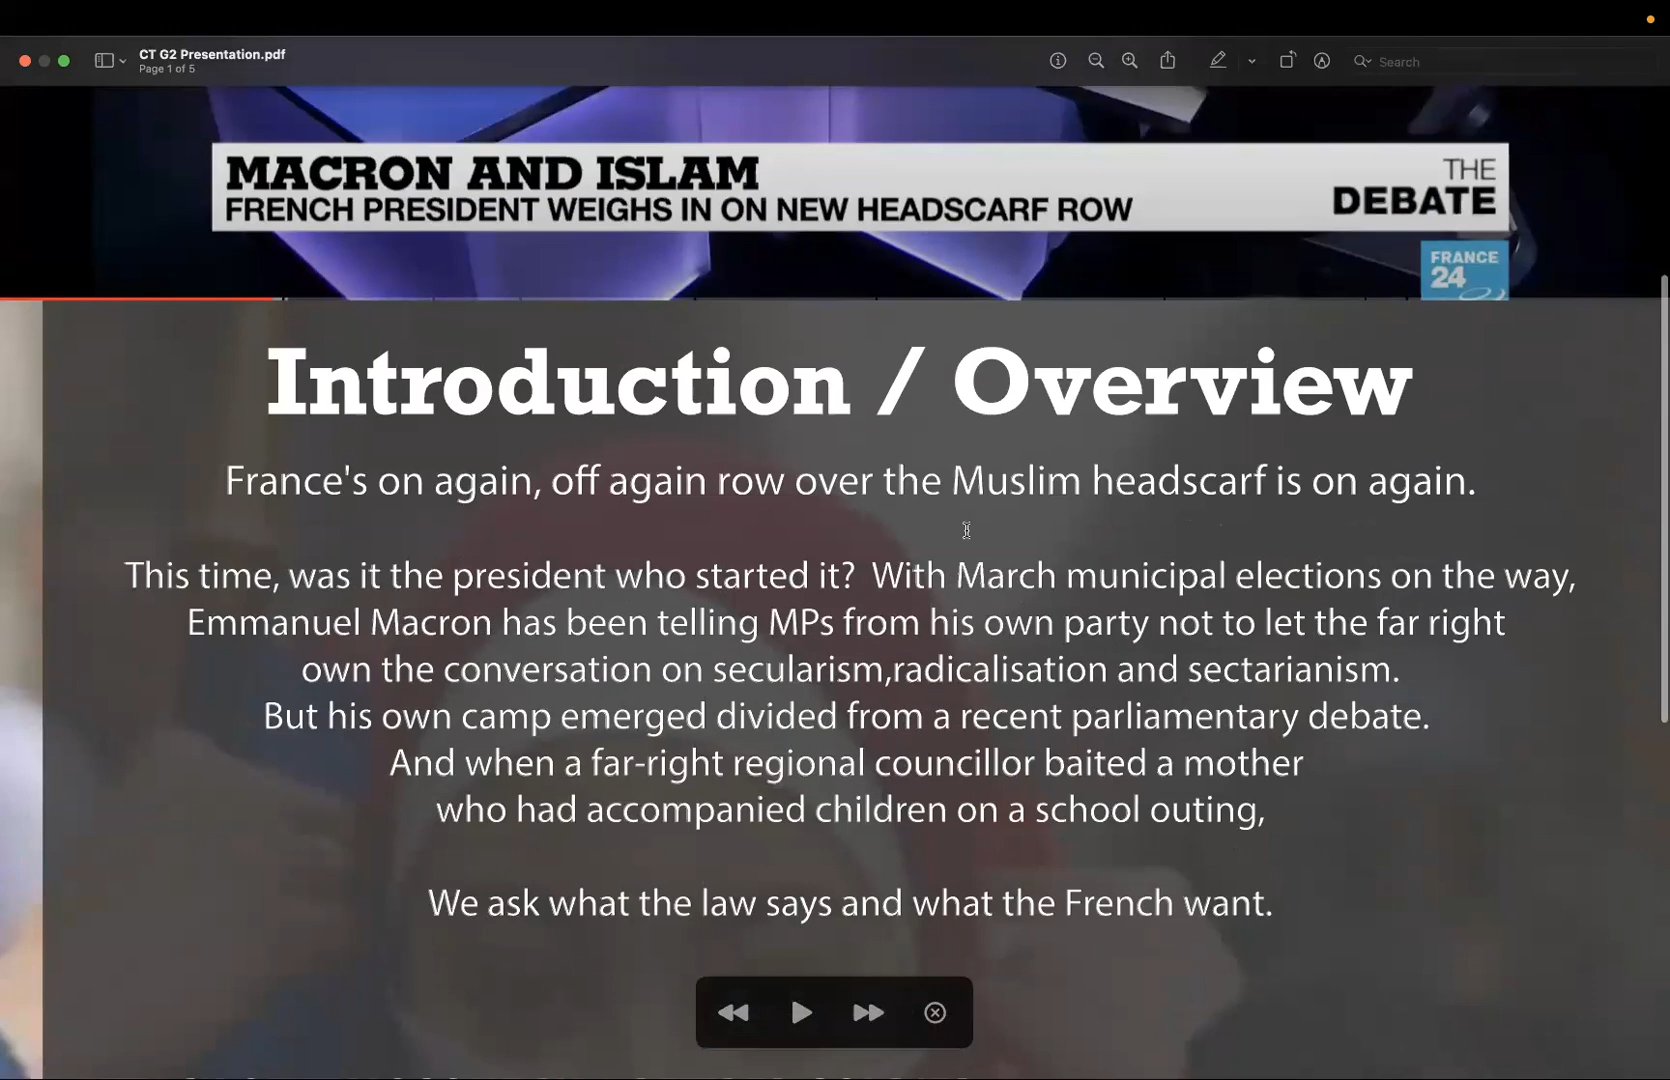 CT G2 Presentation.pdf
Page 1 of 5
Search
MACRON AND ISLAM
FRENCH PRESIDENT WEIGHS IN ON NEW HEADSCARF ROW
THE
DEBATE
FRANCE
24
Introduction / Overview
France's on again, off again row over the Muslim headscarf is on again.
This time, was it the president who started it?  With March municipal elections on the way,
Emmanuel Macron has been telling MPs from his own party not to let the far right
own the conversation on secularism,radicalisation and sectarianism.
But his own camp emerged divided from a recent parliamentary debate.
And when a far-right regional councillor baited a mother
who had accompanied children on a school outing,
We ask what the law says and what the French want.